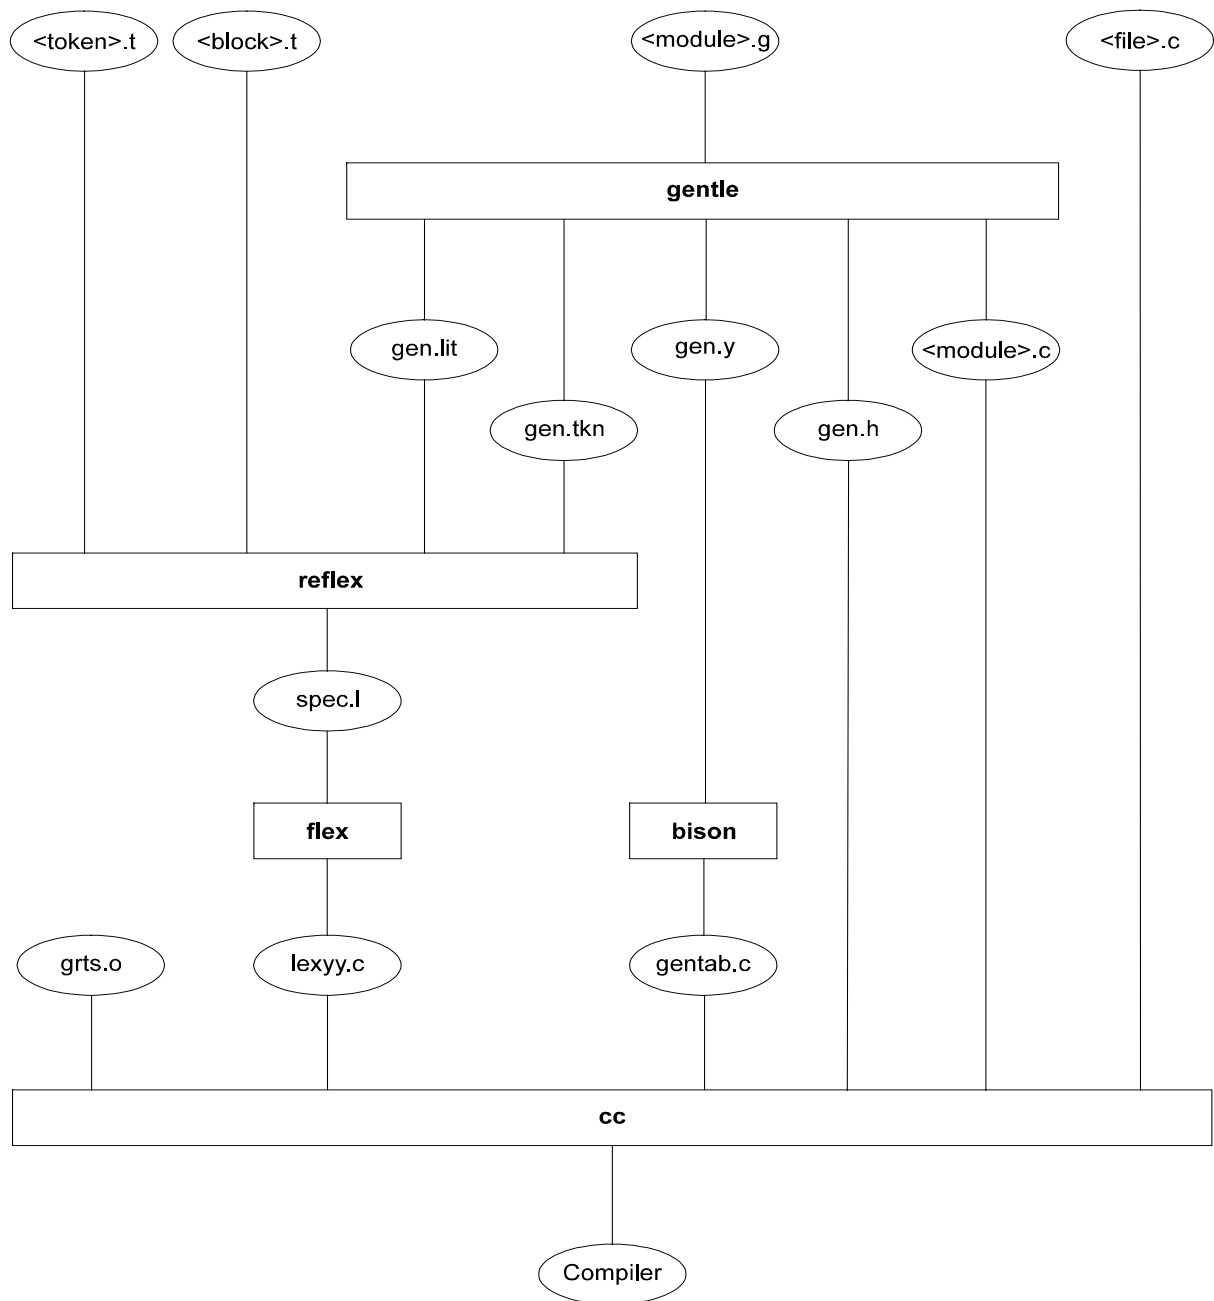 <token>.t
<block>.t
<module>.g
<file>.c
gentle
gen.lit
gen.y
<module>.c
gen.tkn
gen.h
reflex
spec.l
flex
bison
grts.o
lexyy.c
gentab.c
cc
Compiler